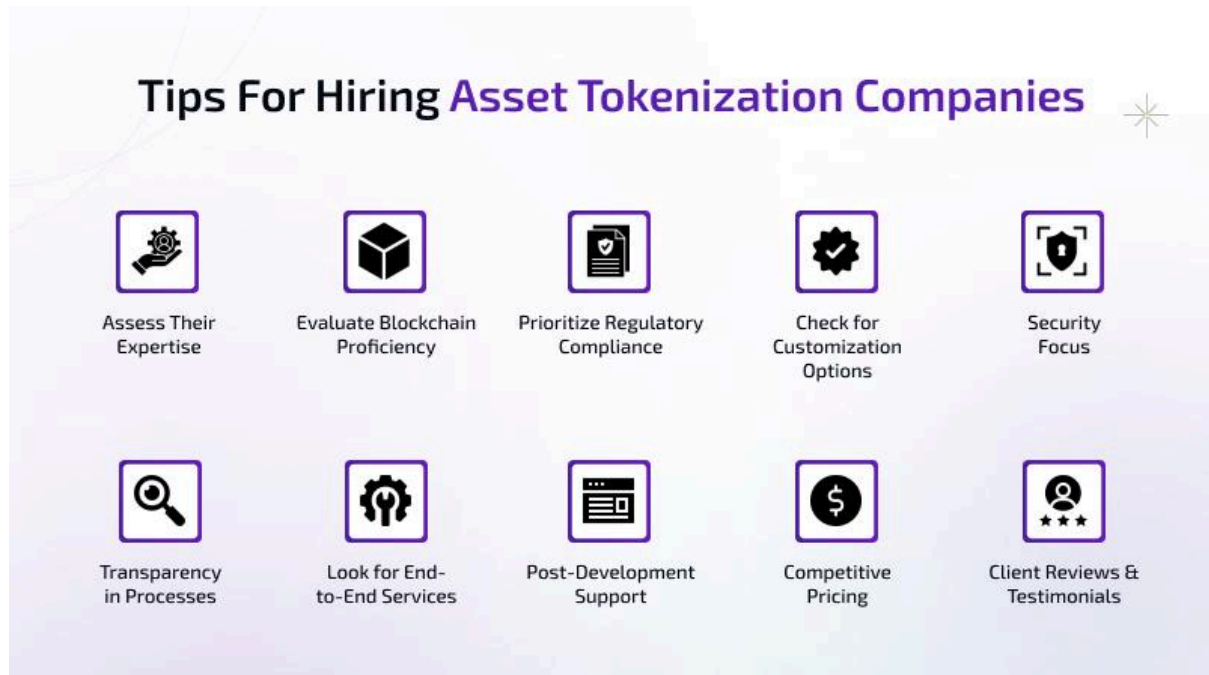 Tips For Hiring Asset Tokenization Companies
Assess Their
Expertise
Evaluate Blockchain
Proficiency
Prioritize Regulatory
Compliance
Check for
Customization
Options
Security
Focus
Transparency
in Processes
Look for End-
to-End Services
Post-Development
Support
Competitive
Pricing
Client Reviews &
Testimonials